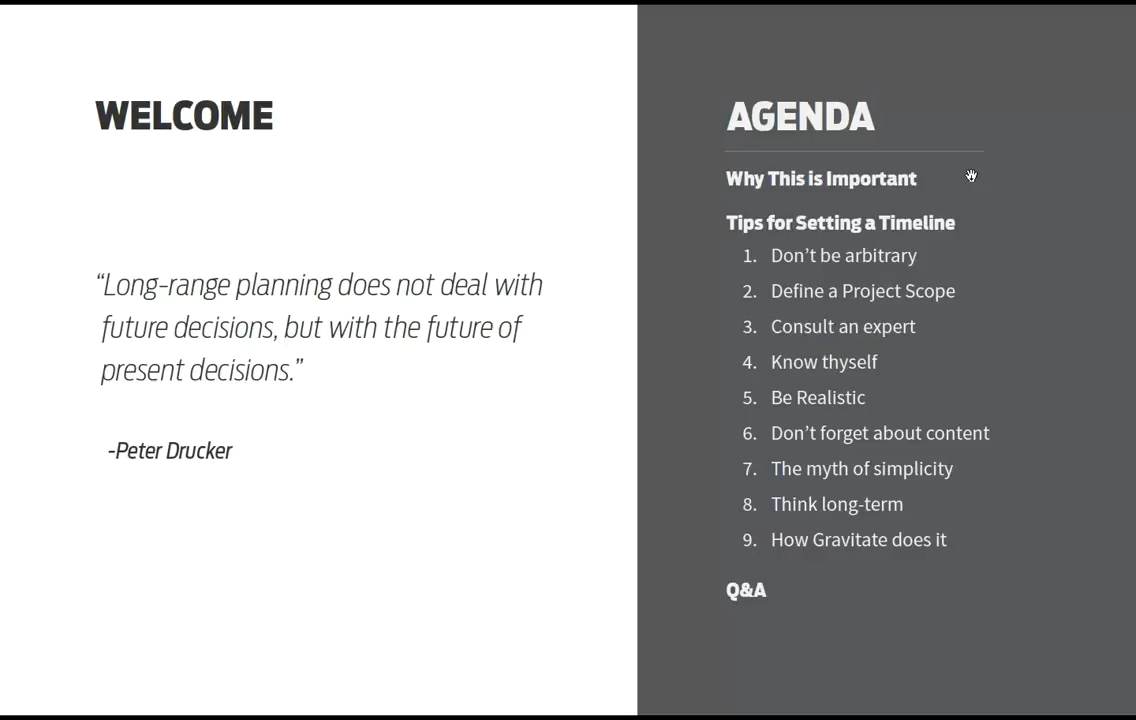 WELCOME
“Long-range planning does not deal with
future decisions, but with the future of
present decisions.”
-Peter Drucker
AGENDA
Why This is Important
Tips for Setting a Timeline
1. Don’t be arbitrary
2. Define a Project Scope
3. Consult an expert
4. Know thyself
5. Be Realistic
6. Don’t forget about content
7. The myth of simplicity
8. Think long-term
9. How Gravitate does it
Q&A